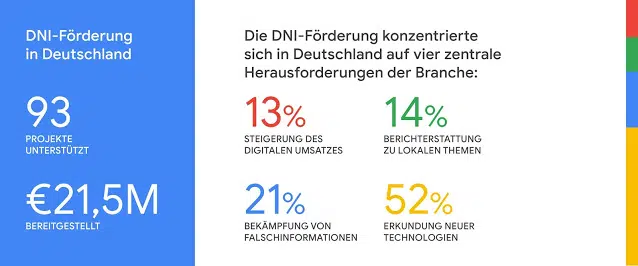 DNI-Förderung
in Deutschland
93
PROJEKTE
UNTERSTÜTZT
€21,5M
BEREITGESTELLT
Die DNI-Förderung konzentrierte
sich in Deutschland auf vier zentrale
Herausforderungen der Branche:
13%
STEIGERUNG DES
DIGITALEN UMSATZES
14%
BERICHTERSTATTUNG
ZU LOKALEN THEMEN
21%
BEKÄMPFUNG VON
FALSCHINFORMATIONEN
52%
ERKUNDUNG NEUER
TECHNOLOGIEN